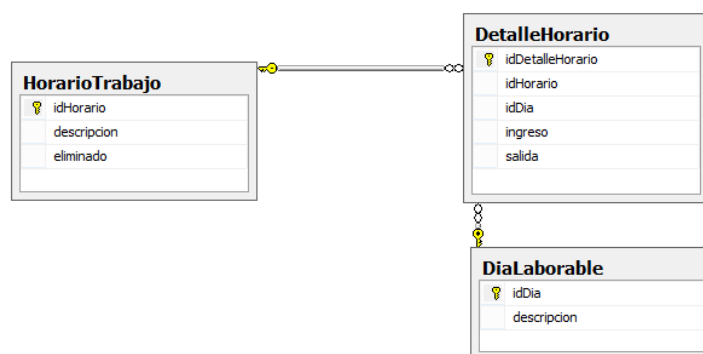 HorarioTrabajo
idHorario
descripcion
eliminado
DetalleHorario
idDetalleHorario
idHorario
idDia
ingreso
salida
DiaLaborable
idDia
descripcion